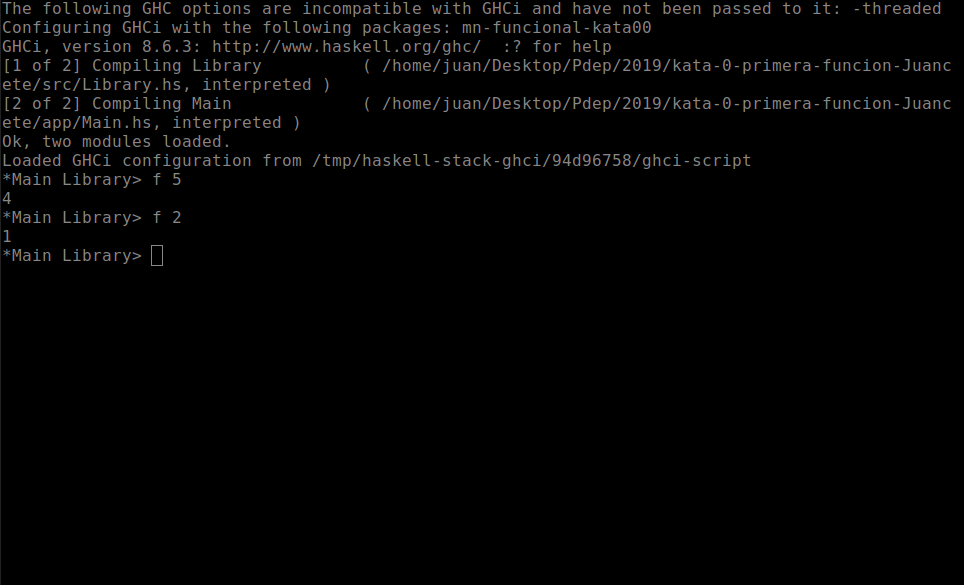 The following GHC options are incompatible with GHCi and have not been passed to it: -threaded
Configuring GHCi with the following packages: mn-funcional-kata00
GHCi, version 8.6.3: http://www.haskell.org/ghc/  :? for help
[1 of 2] Compiling Library          ( /home/juan/Desktop/Pdep/2019/kata-0-primera-funcion-Juanc
ete/src/Library.hs, interpreted )
[2 of 2] Compiling Main             ( /home/juan/Desktop/Pdep/2019/kata-0-primera-funcion-Juanc
ete/app/Main.hs, interpreted )
Ok, two modules loaded.
Loaded GHCi configuration from /tmp/haskell-stack-ghci/94d96758/ghci-script
*Main Library> f 5
4
*Main Library> f 2
1
*Main Library>